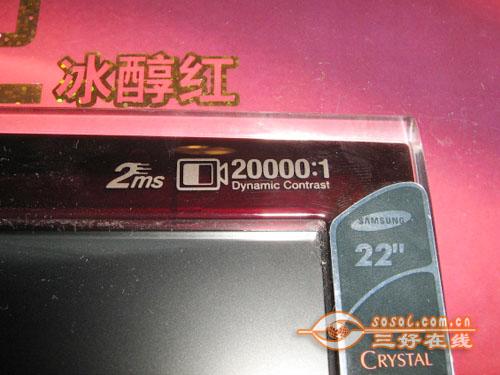 冰醇红
2ms 20000:1
Dynamic Contrast
SAMSUNG
22"
sosol.com.cn
三好在线
CRYSTAL